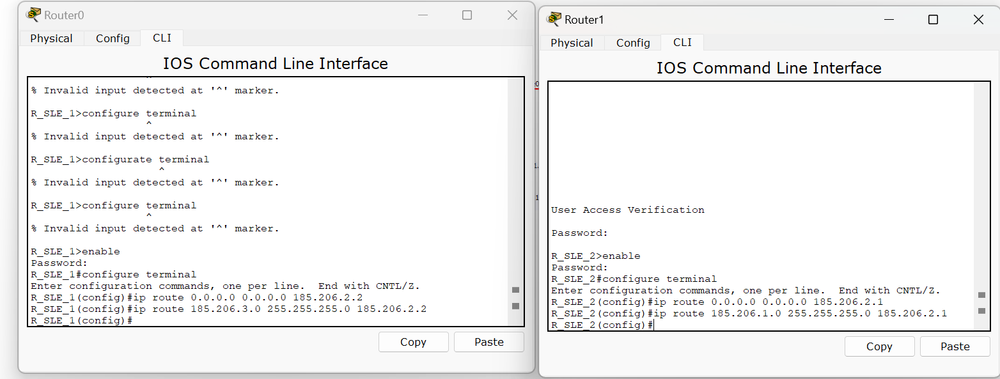 Router0
Physical Config CLI
IOS Command Line Interface
% Invalid input detected at '^' marker.
R_SLE_1>configure terminal
^
% Invalid input detected at '^' marker.
R_SLE_1>configurate terminal
^
% Invalid input detected at '^' marker.
R_SLE_1>configure terminal
^
% Invalid input detected at '^' marker.
R_SLE_1>enable
Password:
R_SLE_1#configure terminal
Enter configuration commands, one per line.  End with CNTL/Z.
R_SLE_1(config)#ip route 0.0.0.0 0.0.0.0 185.206.2.2
R_SLE_1(config)#ip route 185.206.3.0 255.255.255.0 185.206.2.2
R_SLE_1(config)#
Copy Paste
Router1
Physical Config CLI
IOS Command Line Interface
User Access Verification
Password:
R_SLE_2>enable
Password:
R_SLE_2#configure terminal
Enter configuration commands, one per line.  End with CNTL/Z.
R_SLE_2(config)#ip route 0.0.0.0 0.0.0.0 185.206.2.1
R_SLE_2(config)#ip route 185.206.1.0 255.255.255.0 185.206.2.1
R_SLE_2(config)#
Copy Paste